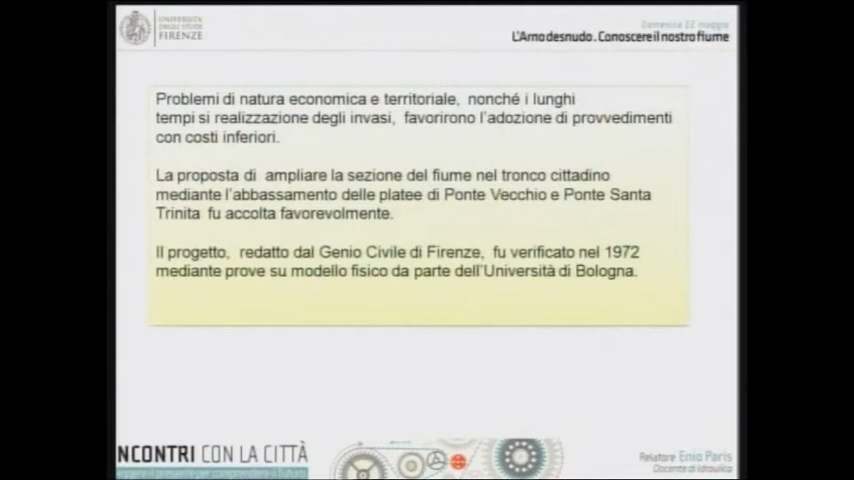 UNIVERSITÀ
DEGLI STUDI
FIRENZE
Domenica 12 maggio
L'Arno desnudo. Conoscere il nostro fiume
Problemi di natura economica e territoriale, nonché i lunghi
tempi si realizzazione degli invasi, favorirono l'adozione di provvedimenti
con costi inferiori.
La proposta di ampliare la sezione del fiume nel tronco cittadino
mediante l'abbassamento delle platee di Ponte Vecchio e Ponte Santa
Trinita fu accolta favorevolmente.
Il progetto, redatto dal Genio Civile di Firenze, fu verificato nel 1972
mediante prove su modello fisico da parte dell'Università di Bologna.
NCONTRI CON LA CITTÀ
Relatore Enio Paris
Docente di Idraulica